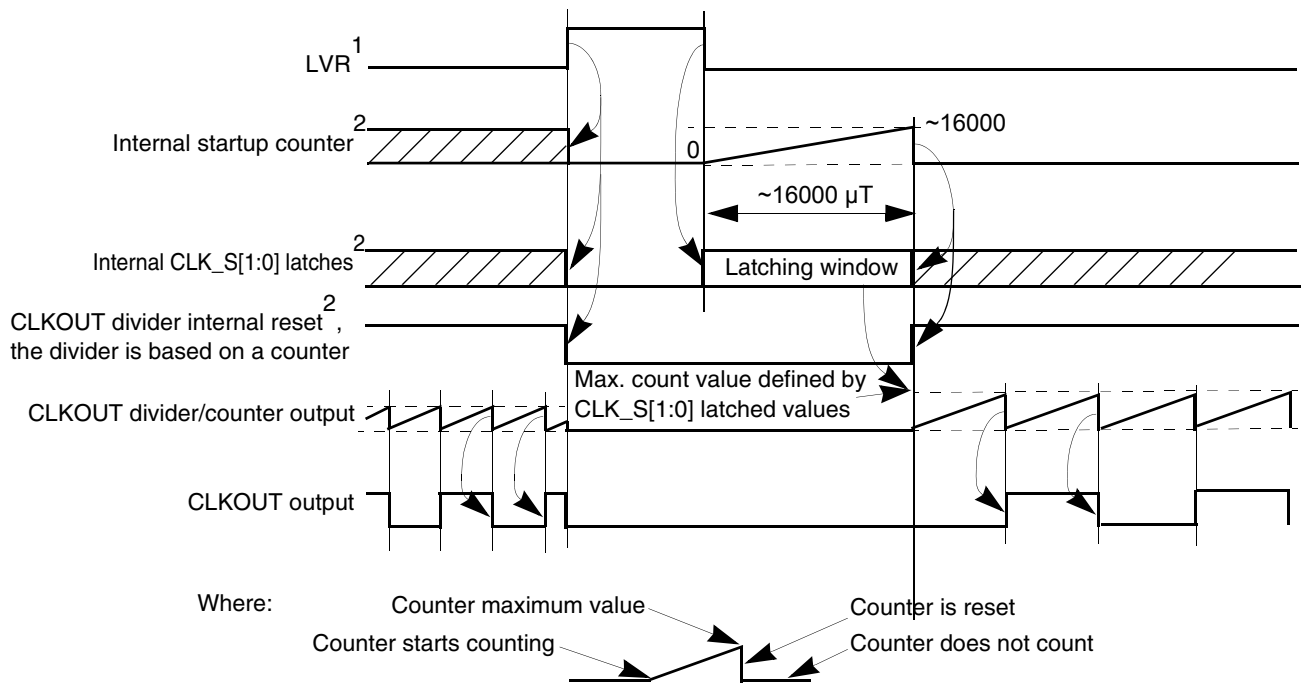 LVR1
Internal startup counter2
0
~16000
~16000 µT
Internal CLK_S[1:0] latches2
Latching window
CLKOUT divider internal reset2,
the divider is based on a counter
Max. count value defined by
CLK_S[1:0] latched values
CLKOUT divider/counter output
CLKOUT output
Where:
Counter maximum value
Counter is reset
Counter starts counting
Counter does not count